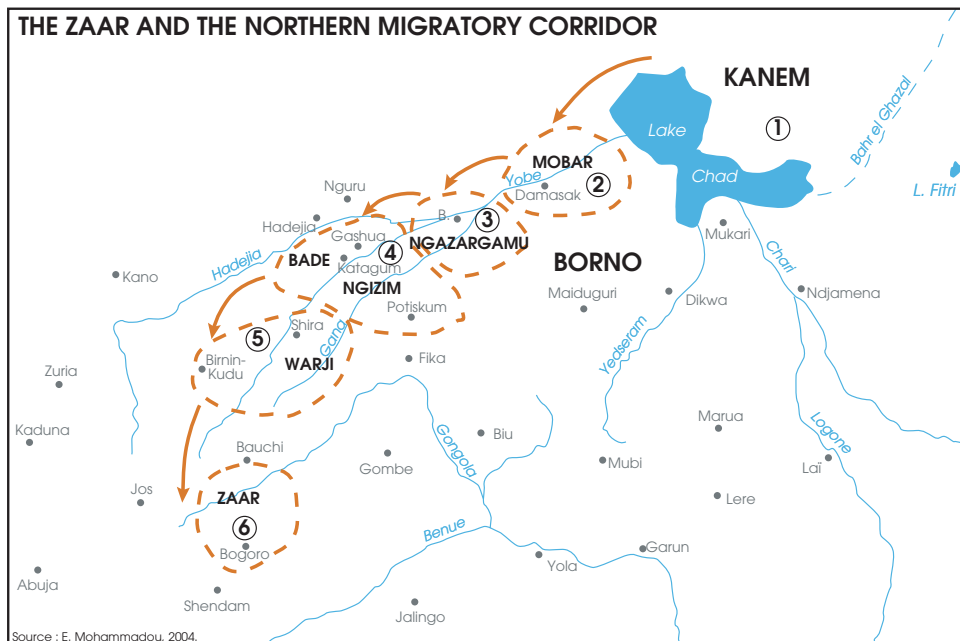 THE ZAAR AND THE NORTHERN MIGRATORY CORRIDOR
KANEM
1
Lake
Chad
Bahr el Ghazal
L. Fitri
MOBAR
2
Damasak
Yobe
Nguru
Hadejia
B.
3
NGAZARGAMU
Mukari
Gashua
4
BADE
Katagum
Hadejia
Kano
NGIZIM
BORNO
Maiduguri
Dikwa
Chari
Ndjamena
Potiskum
Shira
5
Gana
Yedseram
Birnin-
Kudu
WARJI
Fika
Zuria
Kaduna
Marua
Logone
Bauchi
Gongola
Biu
Gombe
Mubi
Laï
Jos
ZAAR
6
Bogoro
Lere
Benue
Yola
Garun
Abuja
Shendam
Jalingo
Source : E. Mohammadou, 2004.